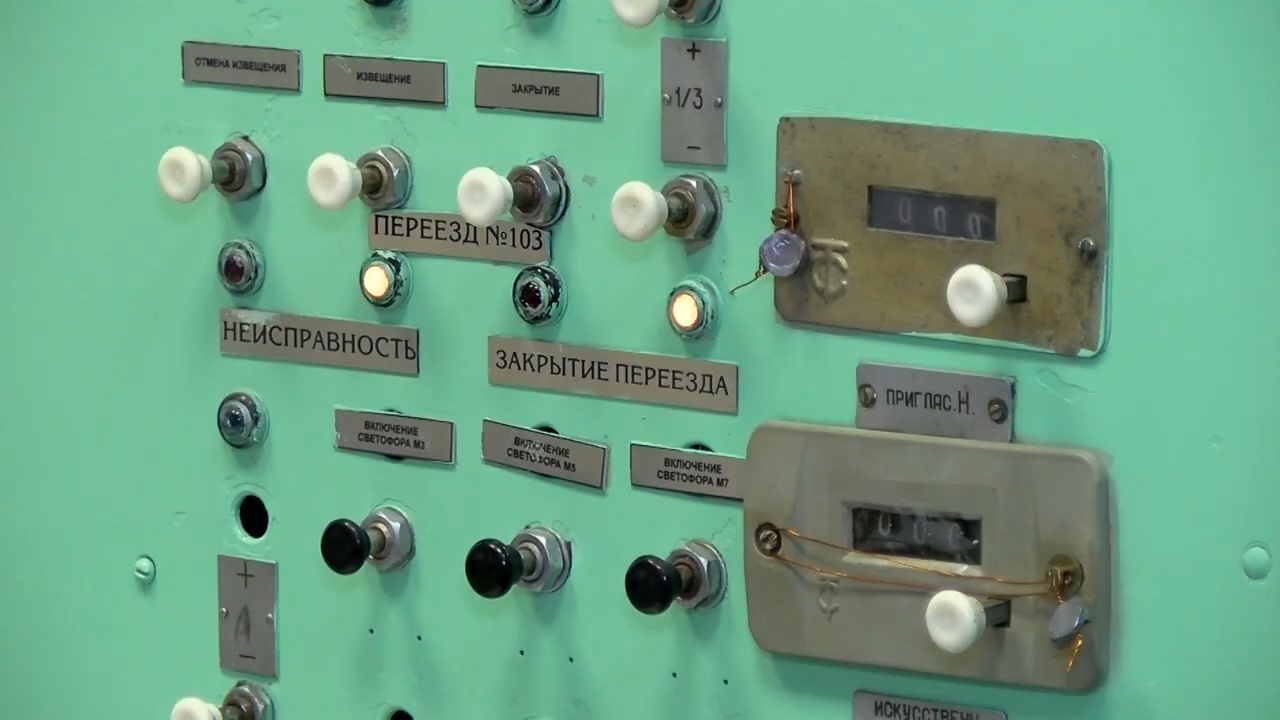 ОТМЕНА ИЗВЕЩЕНИЯ
ИЗВЕЩЕНИЕ
ЗАКРЫТИЕ
+
1/3
−
ПЕРЕЕЗД №103
000
НЕИСПРАВНОСТЬ
ЗАКРЫТИЕ ПЕРЕЕЗДА
ПРИГЛАС.Н.
ВКЛЮЧЕНИЕ
СВЕТОФОРА М3
ВКЛЮЧЕНИЕ
СВЕТОФОРА М5
ВКЛЮЧЕНИЕ
СВЕТОФОРА М7
+
А
−